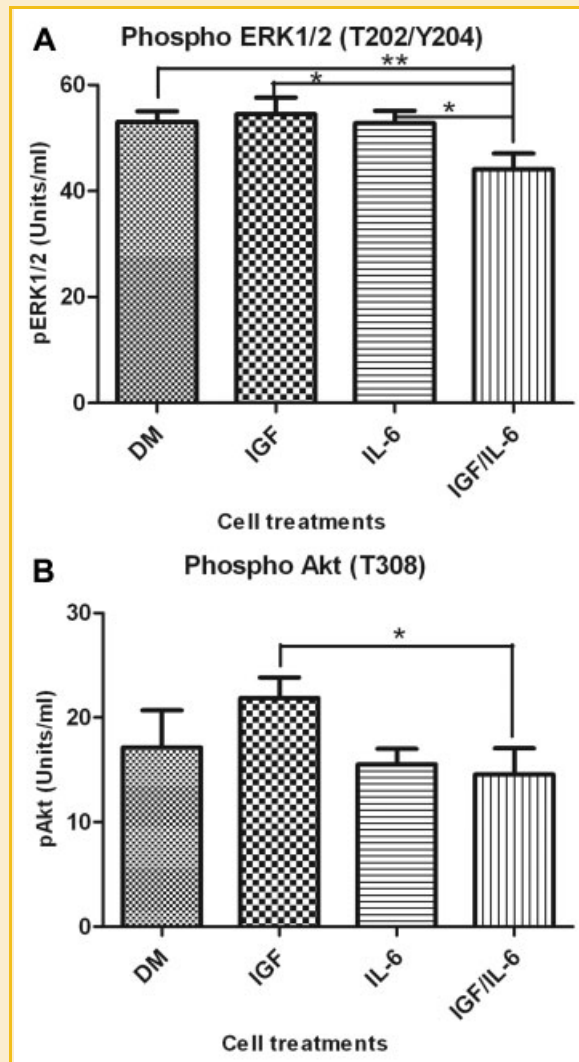 A
Phospho ERK1/2 (T202/Y204)
**
*
*
pERK1/2 (Units/ml)
60
40
20
0
DM
IGF
IL-6
IGF/IL-6
Cell treatments
B
Phospho Akt (T308)
*
pAkt (Units/ml)
30
20
10
0
DM
IGF
IL-6
IGF/IL-6
Cell treatments